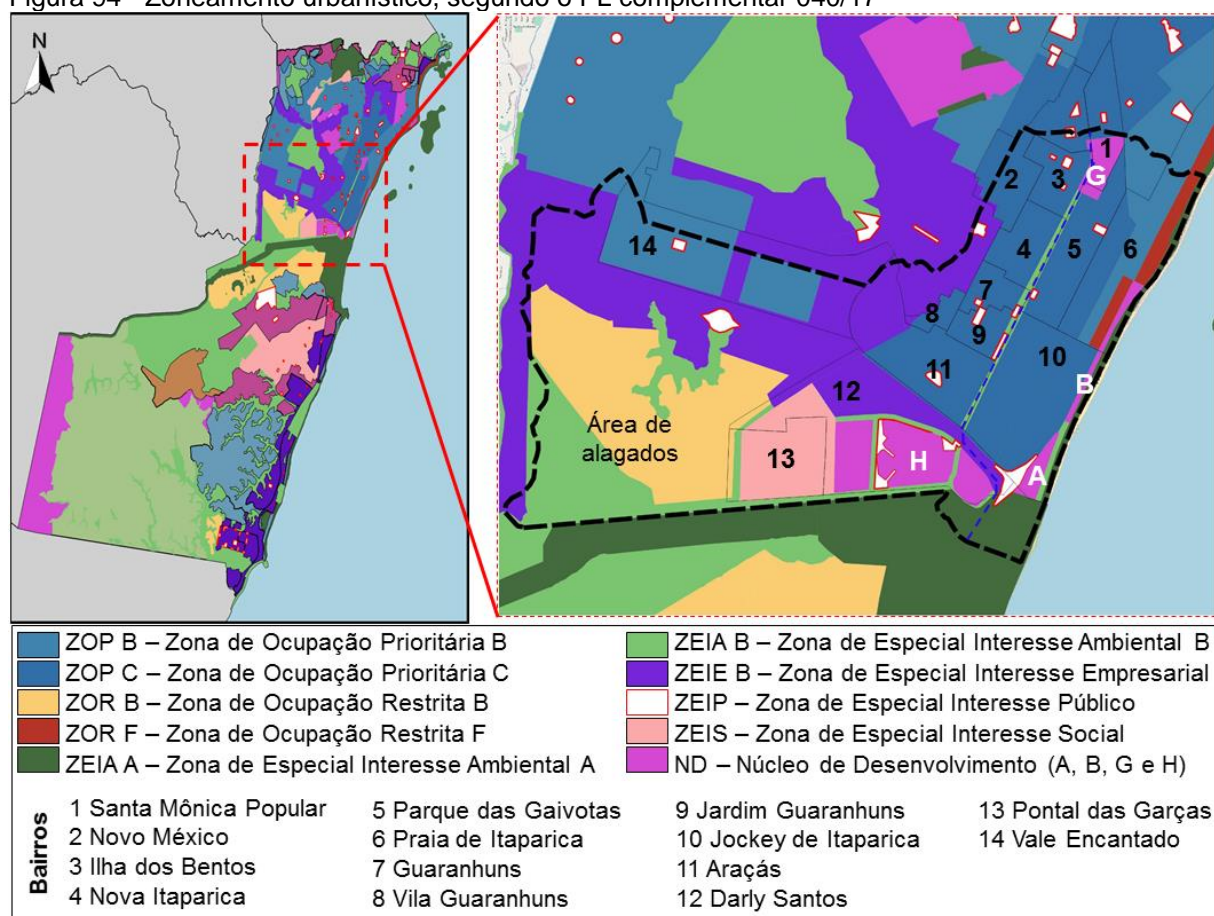 Figura 94 - Zoneamento urbanístico, segundo o PL complementar 040/17
N
1
G
2
3
4
5
6
14
7
8
9
10
11
B
12
Área de
alagados
13
H
A
ZOP B – Zona de Ocupação Prioritária B
ZOP C – Zona de Ocupação Prioritária C
ZOR B – Zona de Ocupação Restrita B
ZOR F – Zona de Ocupação Restrita F
ZEIA A – Zona de Especial Interesse Ambiental A
ZEIA B – Zona de Especial Interesse Ambiental B
ZEIE B – Zona de Especial Interesse Empresarial
ZEIP – Zona de Especial Interesse Público
ZEIS – Zona de Especial Interesse Social
ND – Núcleo de Desenvolvimento (A, B, G e H)
Bairros
1 Santa Mônica Popular
2 Novo México
3 Ilha dos Bentos
4 Nova Itaparica
5 Parque das Gaivotas
6 Praia de Itaparica
7 Guaranhuns
8 Vila Guaranhuns
9 Jardim Guaranhuns
10 Jockey de Itaparica
11 Araçás
12 Darly Santos
13 Pontal das Garças
14 Vale Encantado